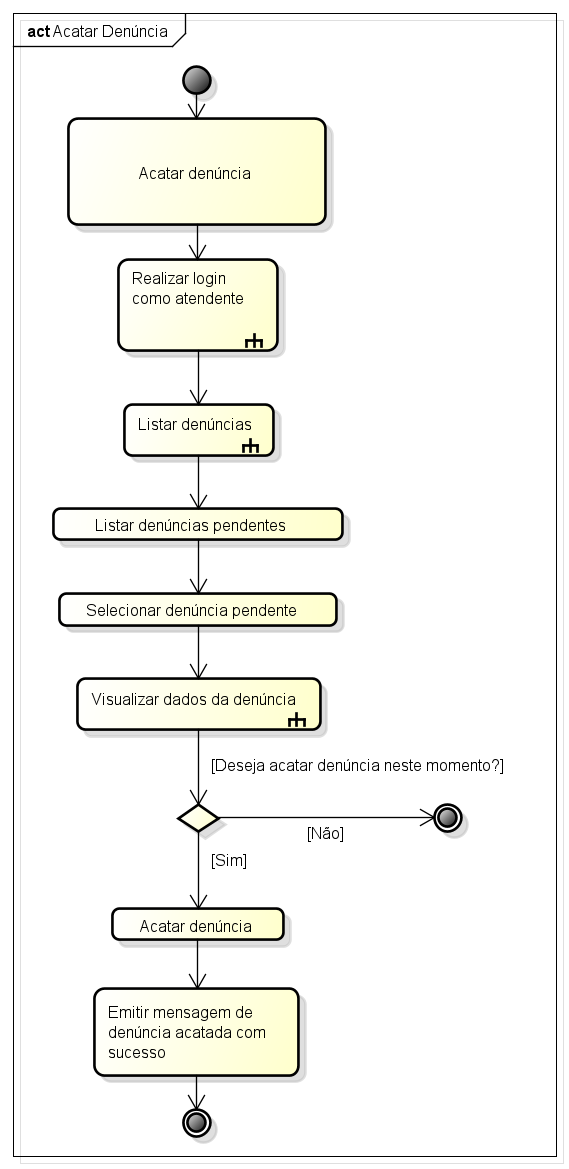 act Acatar Denúncia
Acatar denúncia
Realizar login
como atendente
Listar denúncias
Listar denúncias pendentes
Selecionar denúncia pendente
Visualizar dados da denúncia
[Deseja acatar denúncia neste momento?]
[Não]
[Sim]
Acatar denúncia
Emitir mensagem de
denúncia acatada com
sucesso